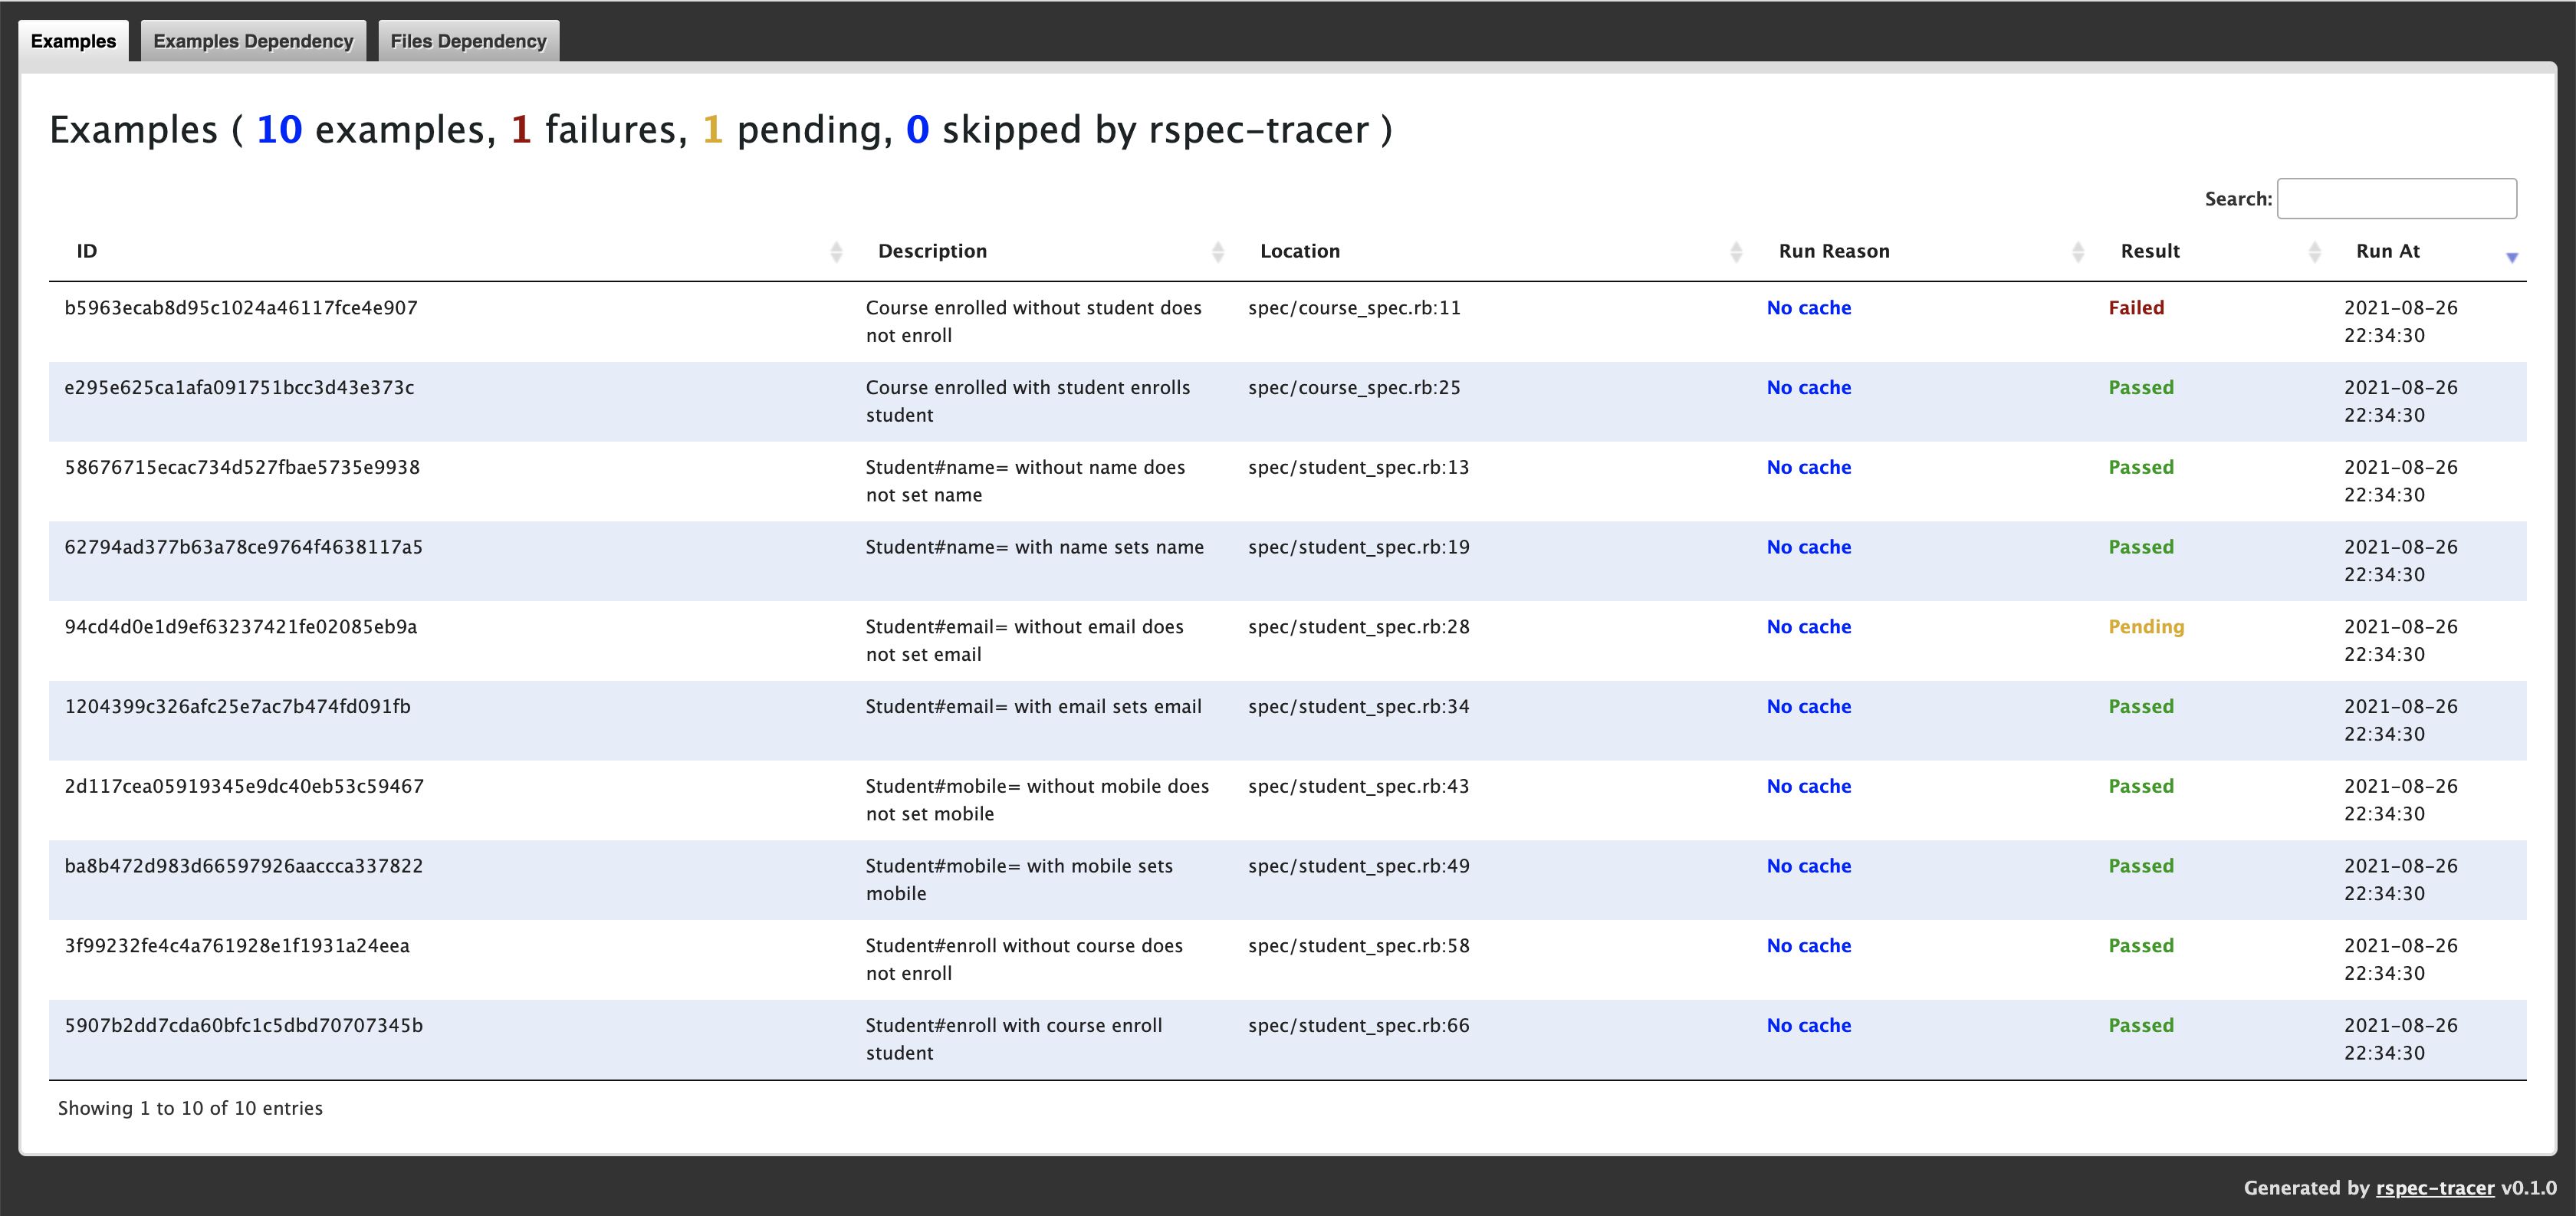 Examples
Examples Dependency
Files Dependency
Examples ( 10 examples, 1 failures, 1 pending, 0 skipped by rspec-tracer )
Search:
ID Description Location Run Reason Result Run At
b5963ecab8d95c1024a46117fce4e907 Course enrolled without student does spec/course_spec.rb:11 No cache Failed 2021-08-26
not enroll 22:34:30
e295e625ca1afa091751bcc3d43e373c Course enrolled with student enrolls spec/course_spec.rb:25 No cache Passed 2021-08-26
student 22:34:30
58676715ecac734d527fbae5735e9938 Student#name= without name does spec/student_spec.rb:13 No cache Passed 2021-08-26
not set name 22:34:30
62794ad377b63a78ce9764f4638117a5 Student#name= with name sets name spec/student_spec.rb:19 No cache Passed 2021-08-26
22:34:30
94cd4d0e1d9ef63237421fe02085eb9a Student#email= without email does spec/student_spec.rb:28 No cache Pending 2021-08-26
not set email 22:34:30
1204399c326afc25e7ac7b474fd091fb Student#email= with email sets email spec/student_spec.rb:34 No cache Passed 2021-08-26
22:34:30
2d117cea05919345e9dc40eb53c59467 Student#mobile= without mobile does spec/student_spec.rb:43 No cache Passed 2021-08-26
not set mobile 22:34:30
ba8b472d983d66597926aaccca337822 Student#mobile= with mobile sets spec/student_spec.rb:49 No cache Passed 2021-08-26
mobile 22:34:30
3f99232fe4c4a761928e1f1931a24eea Student#enroll without course does spec/student_spec.rb:58 No cache Passed 2021-08-26
not enroll 22:34:30
5907b2dd7cda60bfc1c5dbd70707345b Student#enroll with course enroll spec/student_spec.rb:66 No cache Passed 2021-08-26
student 22:34:30
Showing 1 to 10 of 10 entries
Generated by rspec-tracer v0.1.0